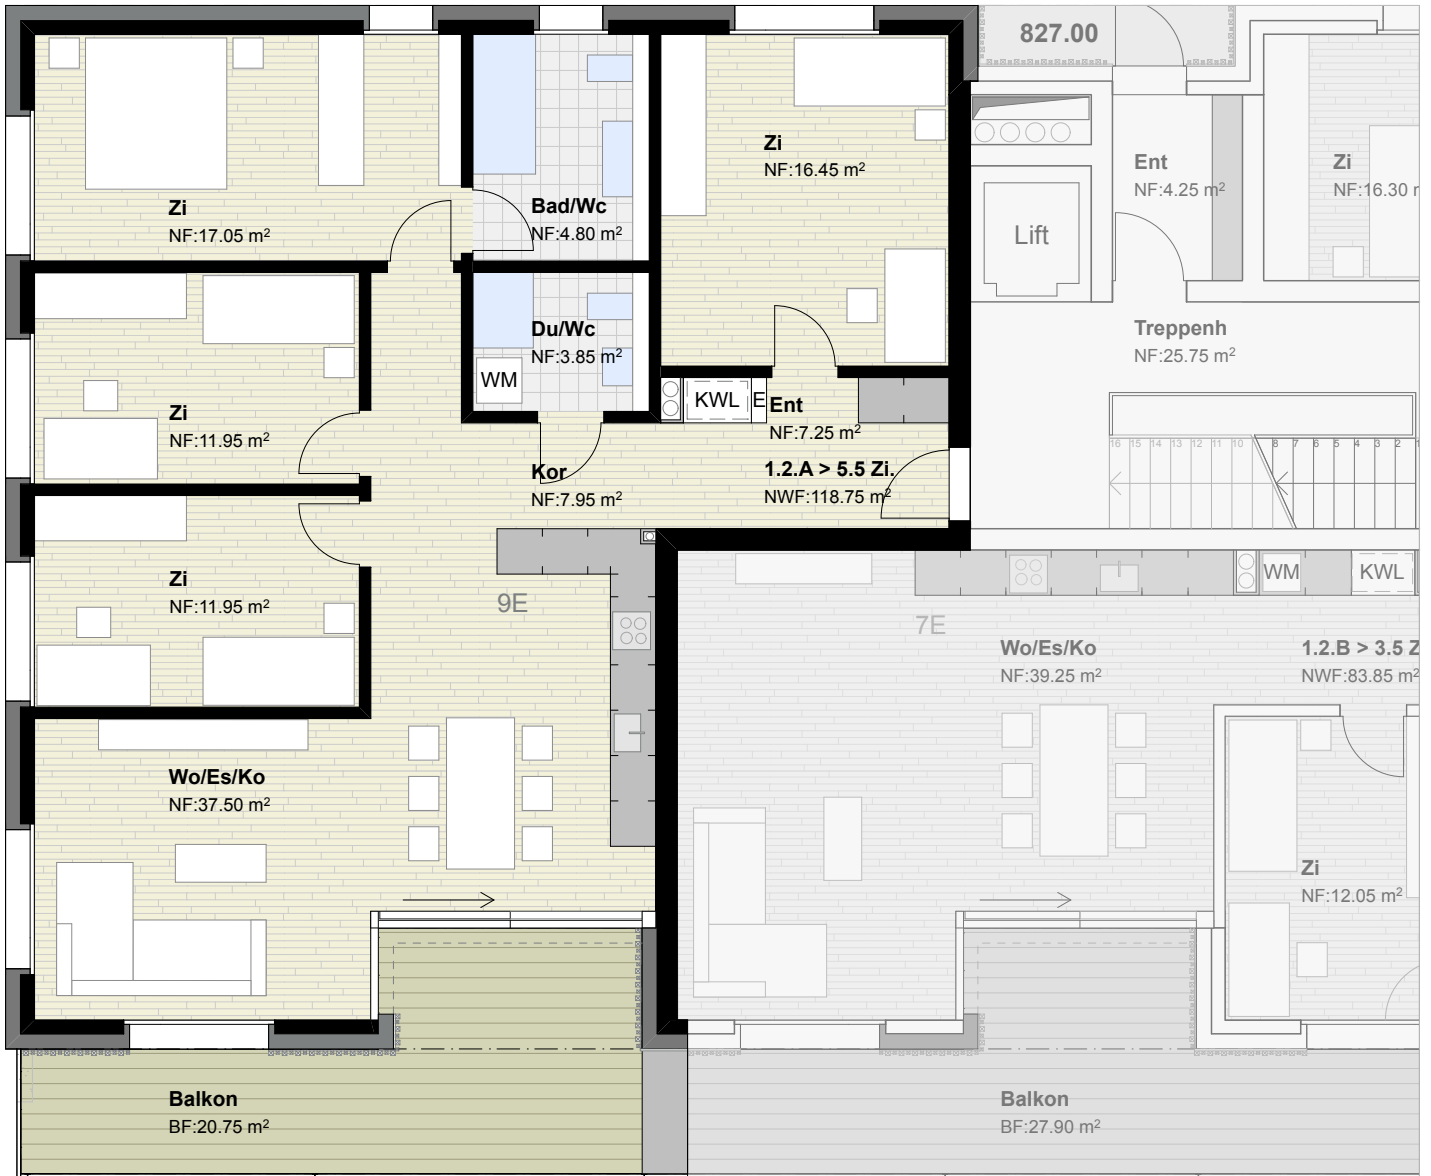 827.00
Zi
NF:17.05 m²
Bad/Wc
NF:4.80 m²
Zi
NF:16.45 m²
Ent
NF:4.25 m²
Zi
NF:16.30
Lift
Du/Wc
NF:3.85 m²
WM
Treppenh
NF:25.75 m²
Zi
NF:11.95 m²
KWL
E
Ent
NF:7.25 m²
Kor
NF:7.95 m²
1.2.A > 5.5 Zi.
NWF:118.75 m²
16 15 14 13 12 11 10 8 7 6 5 4 3 2
Zi
NF:11.95 m²
9E
WM
KWL
7E
Wo/Es/Ko
NF:39.25 m²
1.2.B > 3.5 Z
NWF:83.85 m²
Wo/Es/Ko
NF:37.50 m²
Zi
NF:12.05 m²
Balkon
BF:20.75 m²
Balkon
BF:27.90 m²